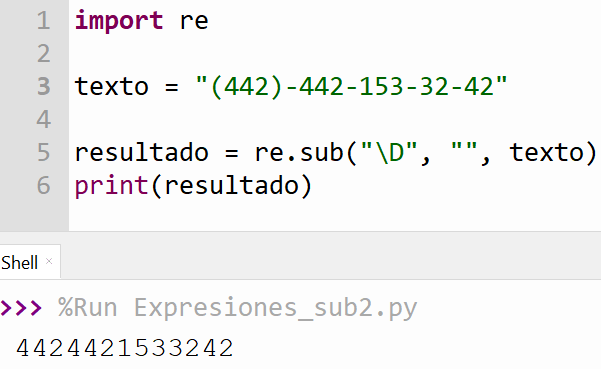 1 import re
2
3 texto = "(442)-442-153-32-42"
4
5 resultado = re.sub("\D", "", texto)
6 print(resultado)
Shell ×
>>> %Run Expresiones_sub2.py
4424421533242